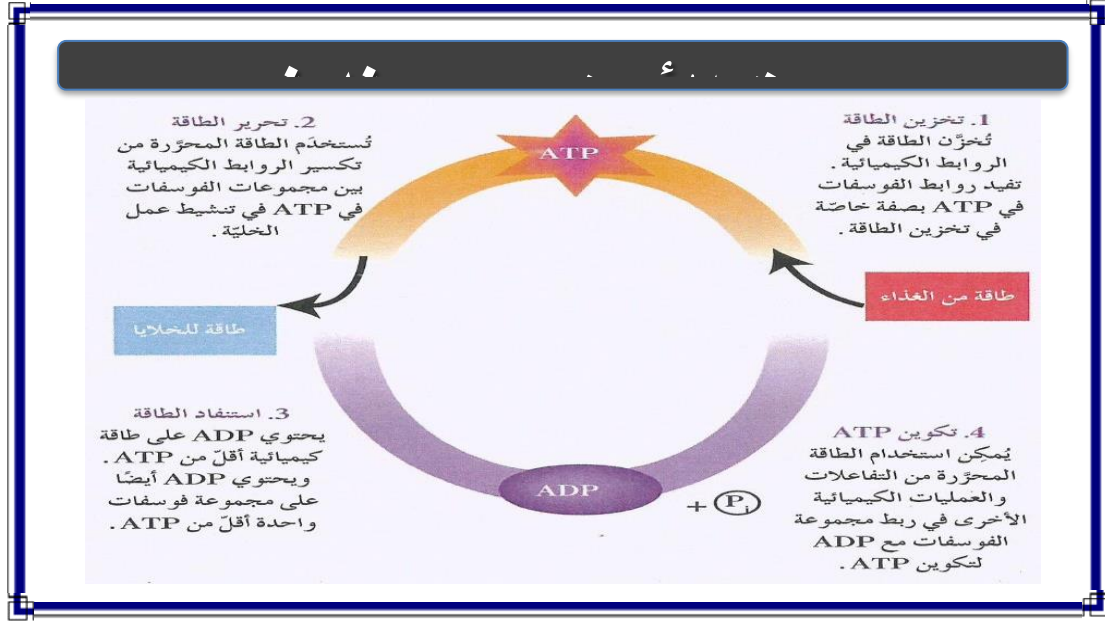 1. تخزين الطاقة
تُخزَّن الطاقة في
الروابط الكيميائية .
تفيد روابط الفوسفات
في ATP بصفة خاصّة
في تخزين الطاقة .
ATP
2. تحرير الطاقة
تُستخدَم الطاقة المحرَّرة من
تكسير الروابط الكيميائية
بين مجموعات الفوسفات
في ATP في تنشيط عمل
الخليّة .
طاقة من الغذاء
طاقة للخلايا
3. استنفاد الطاقة
يحتوي ADP على طاقة
كيميائية أقلّ من ATP .
ويحتوي ADP أيضًا
على مجموعة فوسفات
واحدة أقلّ من ATP .
4. تكوين ATP
يُمكِن استخدام الطاقة
المحرَّرة من التفاعلات
والعمليات الكيميائية
الأخرى في ربط مجموعة
الفوسفات مع ADP
لتكوين ATP .
ADP
+ Pi